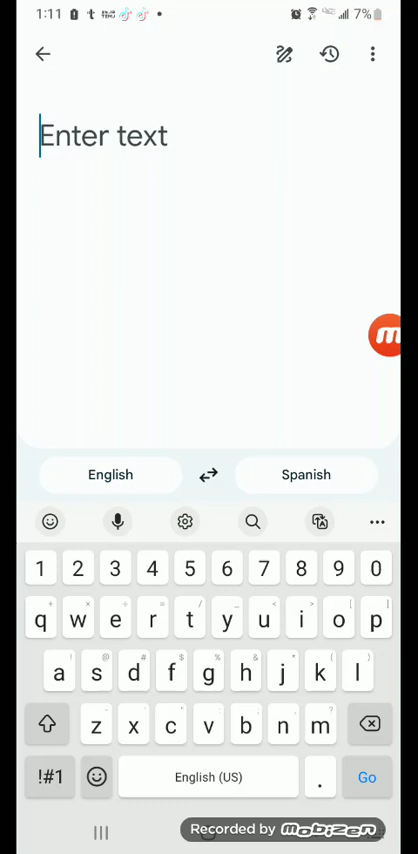 1:11 7%
Enter text
English Spanish
1 2 3 4 5 6 7 8 9 0
q w e r t y u i o p
a s d f g h j k l
z x c v b n m
!#1 English (US) . Go
Recorded by mobizen